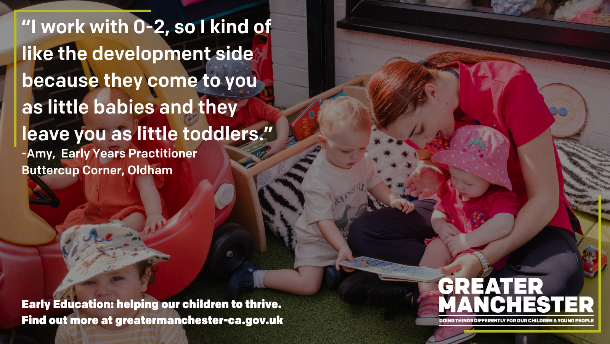 “I work with 0-2, so I kind of
like the development side
because they come to you
as little babies and they
leave you as little toddlers.”
-Amy, Early Years Practitioner
Buttercup Corner, Oldham
Early Education: helping our children to thrive.
Find out more at greatermanchester-ca.gov.uk
GREATER
MANCHESTER
DOING THINGS DIFFERENTLY FOR OUR CHILDREN & YOUNG PEOPLE